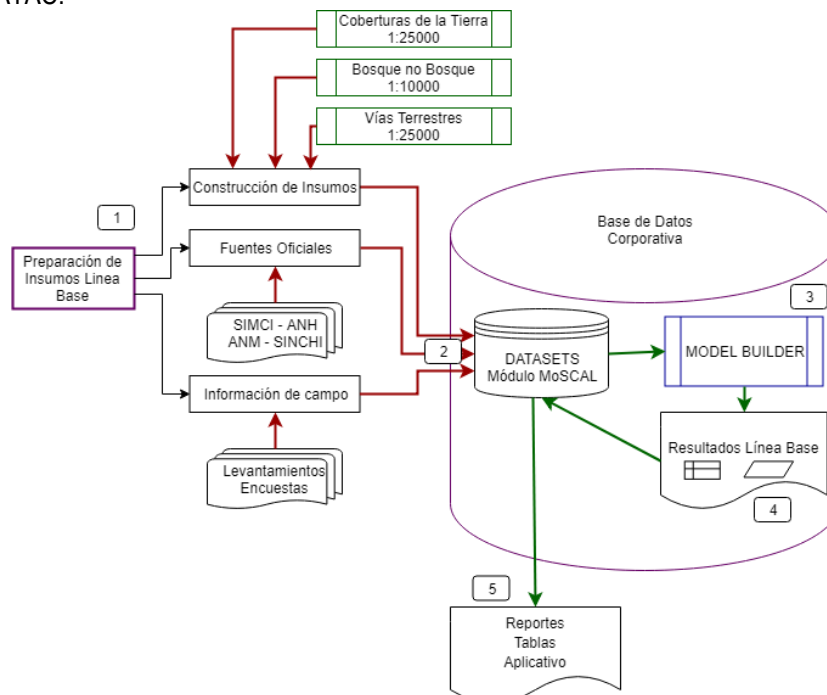 Coberturas de la Tierra
1:25000
Bosque no Bosque
1:10000
Vías Terrestres
1:25000
Construcción de Insumos
1
Base de Datos
Corporativa
Fuentes Oficiales
Preparación de
Insumos Linea
Base
3
SIMCI - ANH
ANM - SINCHI
2
DATASETS
Módulo MoSCAL
MODEL BUILDER
Información de campo
Resultados Línea Base
Levantamientos
Encuestas
4
5
Reportes
Tablas
Aplicativo